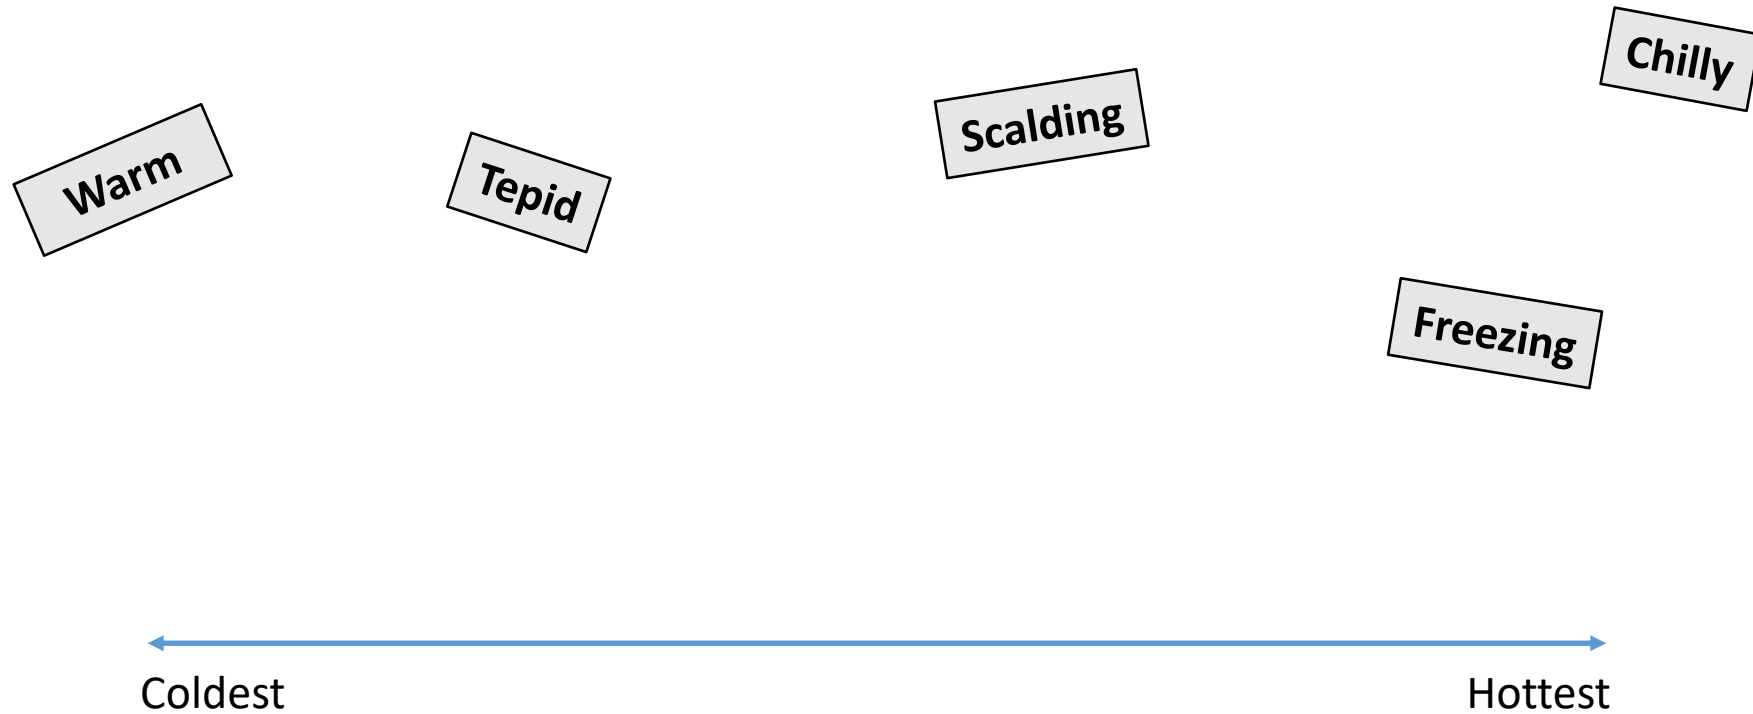 Chilly
Scalding
Warm
Tepid
Freezing
Coldest
Hottest